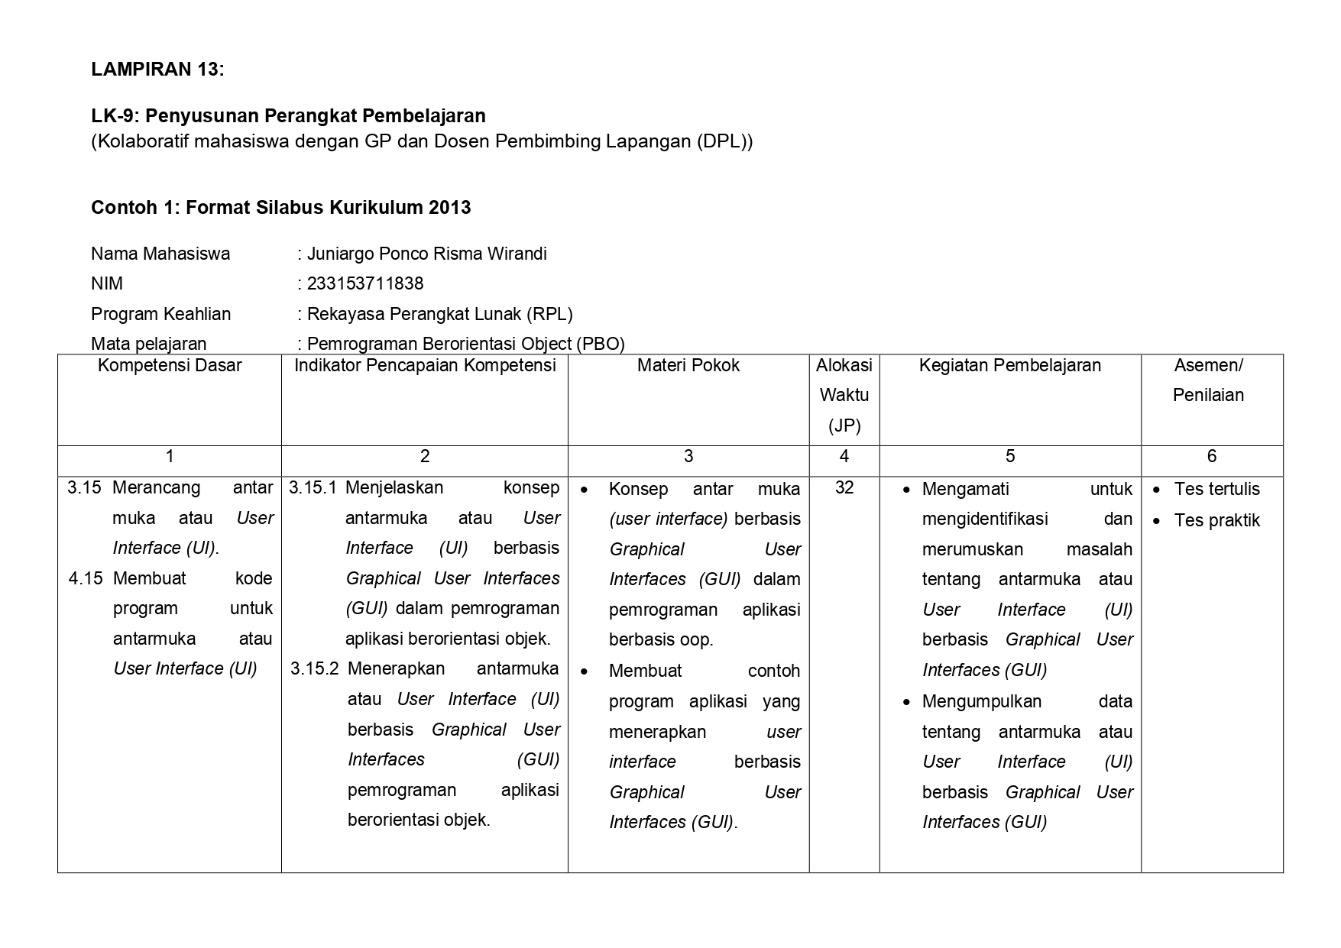 LAMPIRAN 13:
LK-9: Penyusunan Perangkat Pembelajaran
(Kolaboratif mahasiswa dengan GP dan Dosen Pembimbing Lapangan (DPL))
Contoh 1: Format Silabus Kurikulum 2013
Nama Mahasiswa : Juniargo Ponco Risma Wirandi
NIM : 233153711838
Program Keahlian : Rekayasa Perangkat Lunak (RPL)
Mata pelajaran : Pemrograman Berorientasi Object (PBO)
Kompetensi Dasar
Indikator Pencapaian Kompetensi
Materi Pokok
Alokasi
Waktu
(JP)
Kegiatan Pembelajaran
Asemen/
Penilaian
1
2
3
4
5
6
3.15 Merancang antar
muka atau User
Interface (UI).
4.15 Membuat kode
program untuk
antarmuka atau
User Interface (UI)
3.15.1 Menjelaskan konsep
antarmuka atau User
Interface (UI) berbasis
Graphical User Interfaces
(GUI) dalam pemrograman
aplikasi berorientasi objek.
3.15.2 Menerapkan antarmuka
atau User Interface (UI)
berbasis Graphical User
Interfaces (GUI)
pemrograman aplikasi
berorientasi objek.
• Konsep antar muka
(user interface) berbasis
Graphical User
Interfaces (GUI) dalam
pemrograman aplikasi
berbasis oop.
• Membuat contoh
program aplikasi yang
menerapkan user
interface berbasis
Graphical User
Interfaces (GUI).
32
• Mengamati untuk
mengidentifikasi dan
merumuskan masalah
tentang antarmuka atau
User Interface (UI)
berbasis Graphical User
Interfaces (GUI)
• Mengumpulkan data
tentang antarmuka atau
User Interface (UI)
berbasis Graphical User
Interfaces (GUI)
• Tes tertulis
• Tes praktik